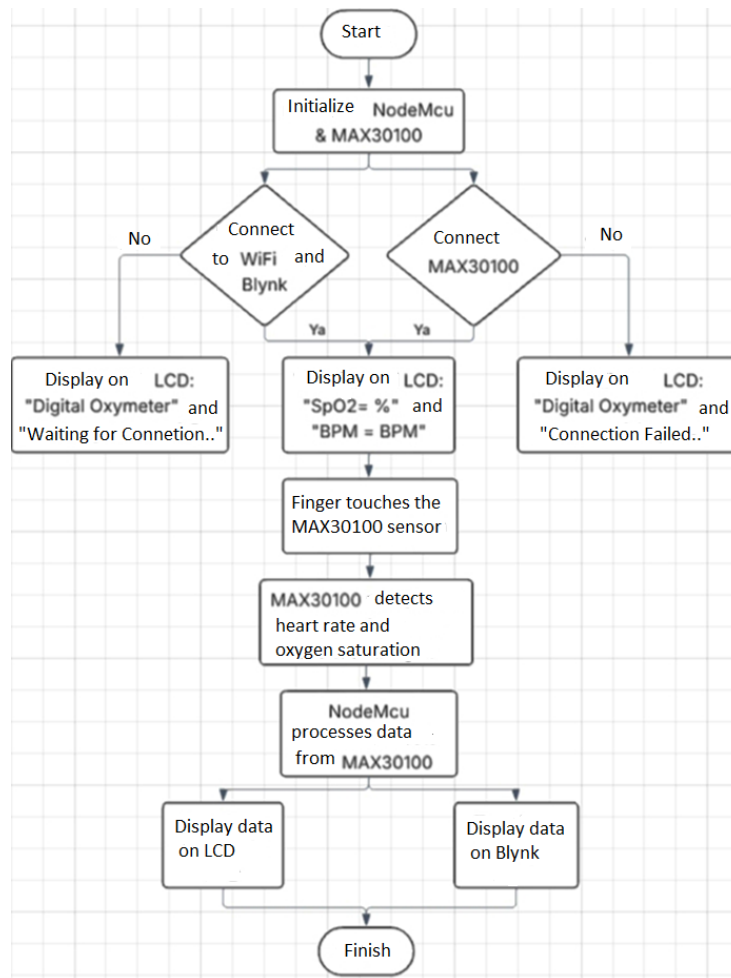 Start
Initialize NodeMcu
& MAX30100
No
Connect
to WiFi and
Blynk
Connect
MAX30100
No
Ya
Ya
Display on LCD:
"Digital Oxymeter" and
"Waiting for Connetion.."
Display on LCD:
"SpO2= %" and
"BPM = BPM"
Display on LCD:
"Digital Oxymeter" and
"Connection Failed.."
Finger touches the
MAX30100 sensor
MAX30100 detects
heart rate and
oxygen saturation
NodeMcu
processes data
from MAX30100
Display data
on LCD
Display data
on Blynk
Finish